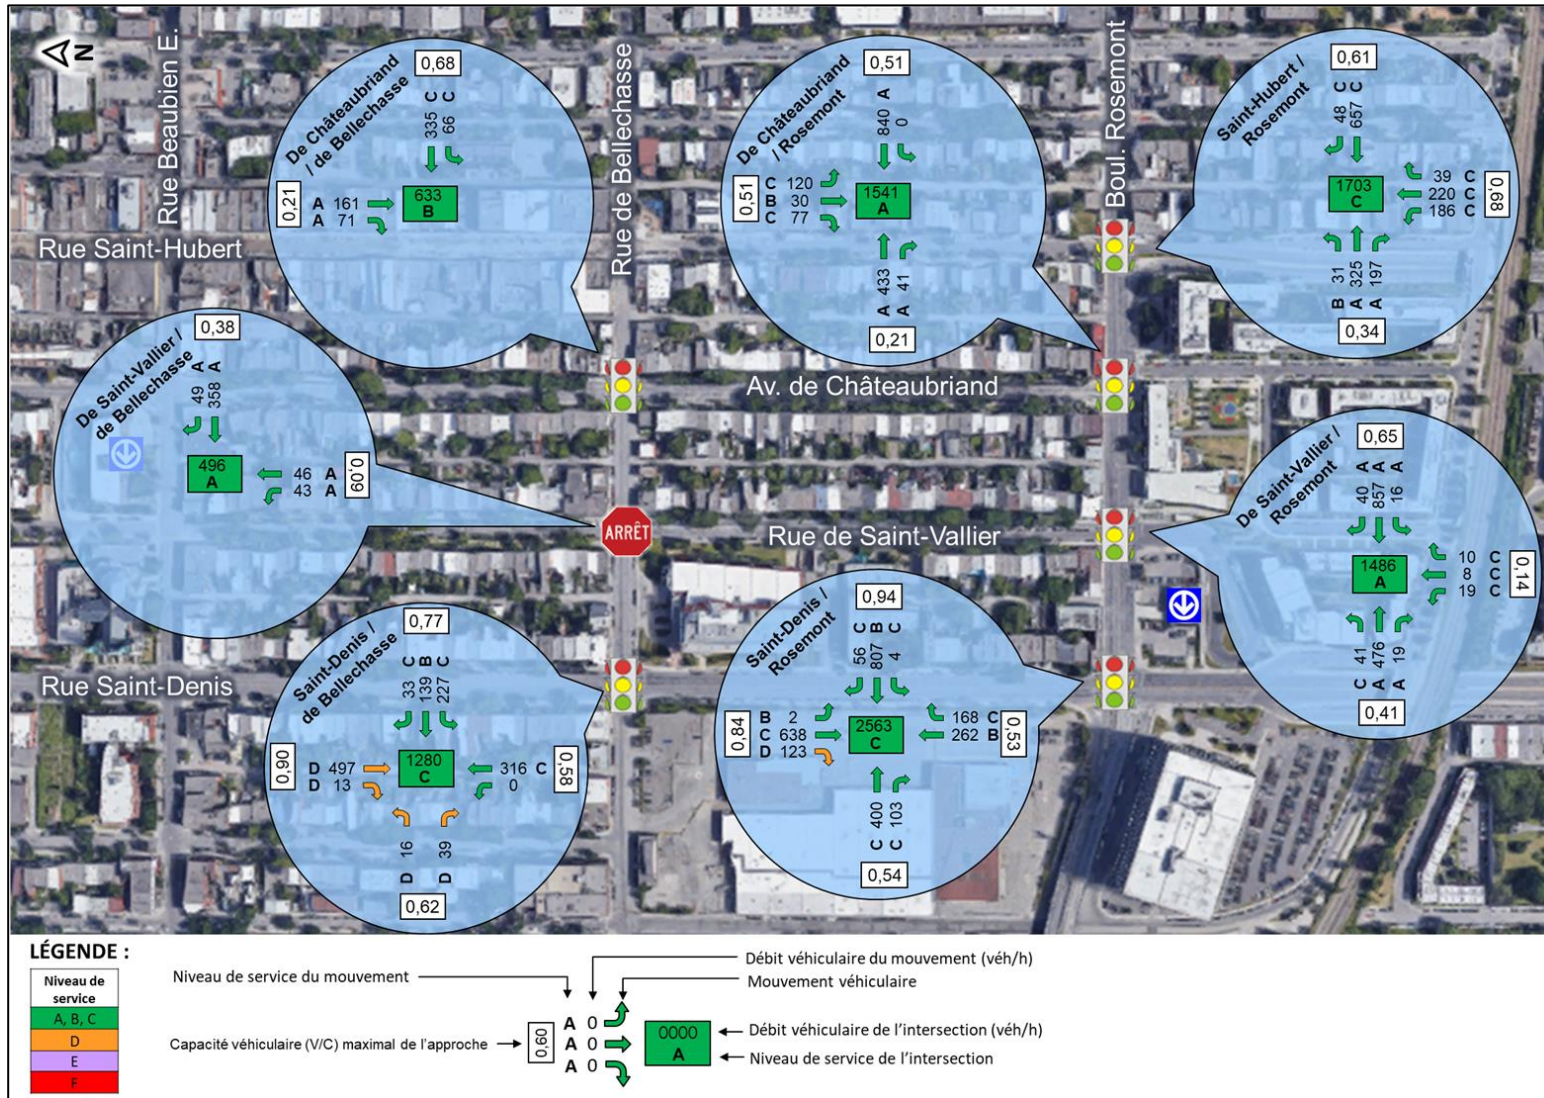 N
Rue Beaubien E.
Rue Saint-Hubert
Rue de Bellechasse
Boul. Rosemont
Av. de Châteaubriand
Rue de Saint-Vallier
Rue Saint-Denis
ARRÊT
De Châteaubriand
/ de Bellechasse
0,68
C C
335 66
0,21
A 161
A 71
633
B
De Châteaubriand
/ Rosemont
0,51
A
840 0
0,51
C 120
B 30
C 77
1541
A
433 41
A A
0,21
Saint-Hubert /
Rosemont
0,61
C C
48 657
1703
C
39 C
220 C
186 C
0,68
31 325 197
B A A
0,34
De Saint-Vallier /
de Bellechasse
0,38
A A
49 358
496
A
46 A
43 A
0,09
De Saint-Vallier /
Rosemont
0,65
A A A
40 857 16
1486
A
10 C
8 C
19 C
0,14
41 476 19
C A A
0,41
Saint-Denis /
de Bellechasse
0,77
C B C
33 139 227
0,90
D 497
D 13
1280
C
316 C
0
0,58
16 39
D D
0,62
Saint-Denis /
Rosemont
0,94
C B C
56 807 4
0,84
B 2
C 638
D 123
2563
C
168 C
262 B
0,53
400 103
C C
0,54
LÉGENDE :
Niveau de
service
A, B, C
D
E
F
Niveau de service du mouvement
Capacité véhiculaire (V/C) maximal de l'approche
0,60
A 0
A 0
A 0
0000
A
Débit véhiculaire du mouvement (véh/h)
Mouvement véhiculaire
Débit véhiculaire de l'intersection (véh/h)
Niveau de service de l'intersection